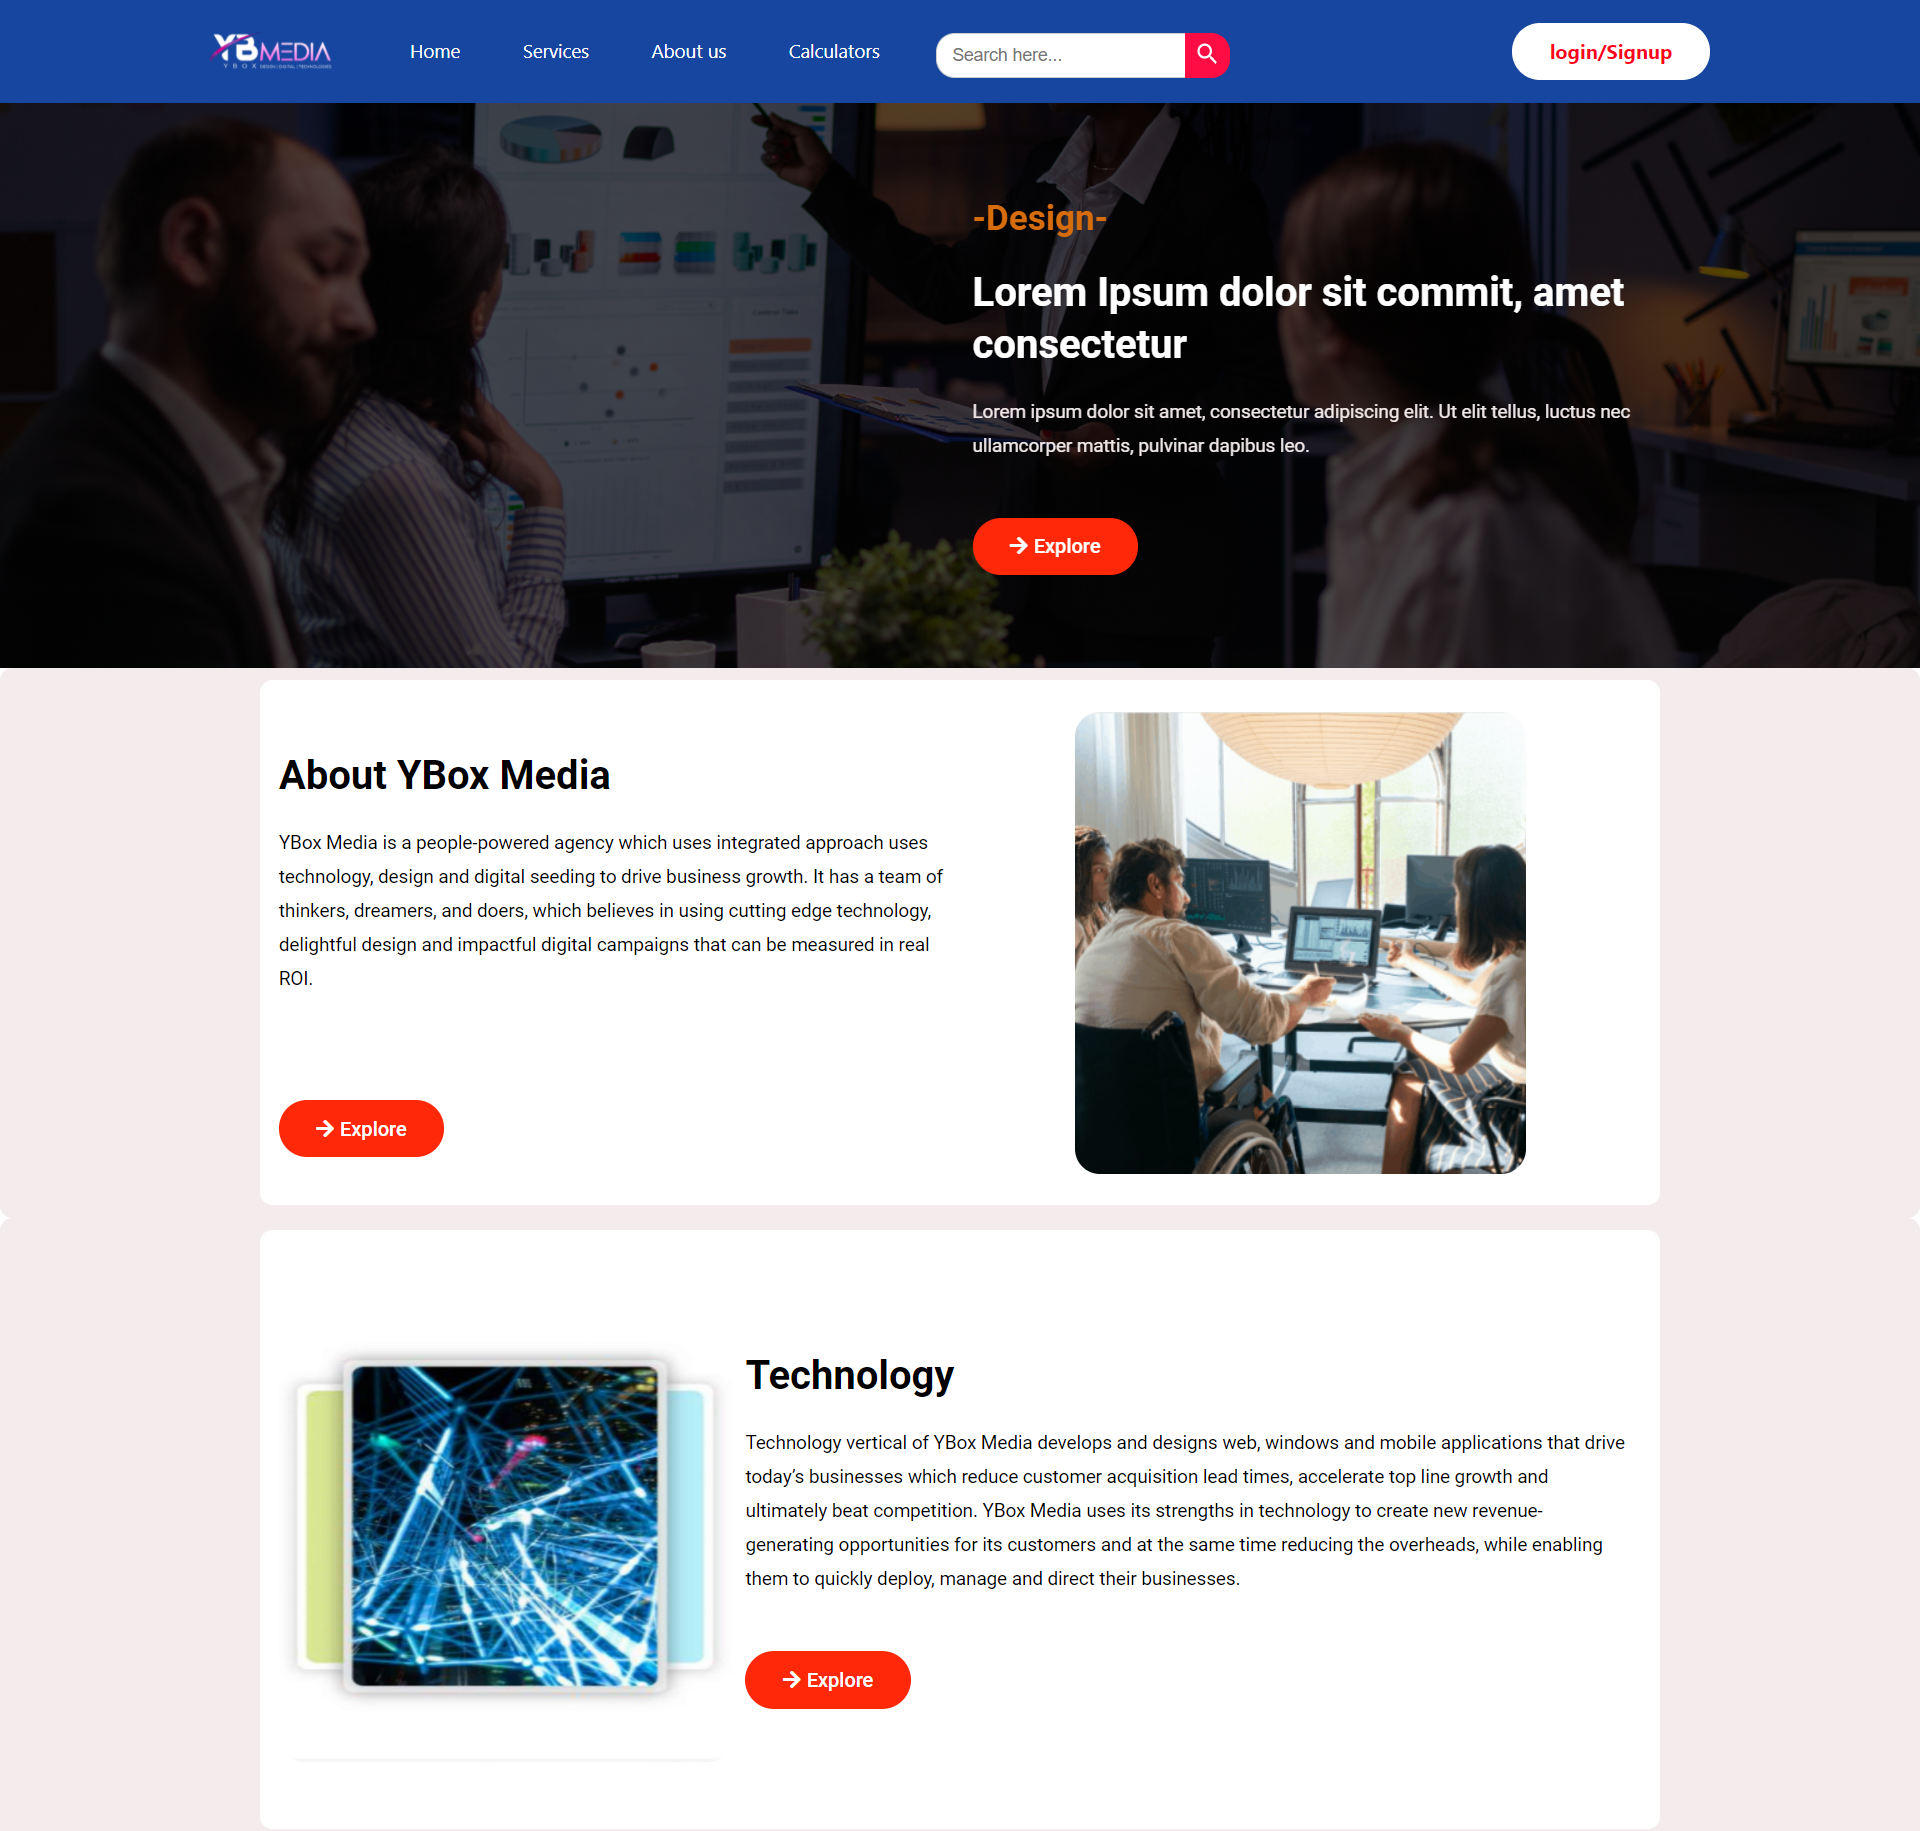 YBMEDIA
YBOX DESIGN | DIGITAL | TECHNOLOGIES
Home
Services
About us
Calculators
Search here...
login/Signup
-Design-
Lorem Ipsum dolor sit commit, amet
consectetur
Lorem ipsum dolor sit amet, consectetur adipiscing elit. Ut elit tellus, luctus nec
ullamcorper mattis, pulvinar dapibus leo.
Explore
About YBox Media
YBox Media is a people-powered agency which uses integrated approach uses
technology, design and digital seeding to drive business growth. It has a team of
thinkers, dreamers, and doers, which believes in using cutting edge technology,
delightful design and impactful digital campaigns that can be measured in real
ROI.
Explore
Technology
Technology vertical of YBox Media develops and designs web, windows and mobile applications that drive
today’s businesses which reduce customer acquisition lead times, accelerate top line growth and
ultimately beat competition. YBox Media uses its strengths in technology to create new revenue-
generating opportunities for its customers and at the same time reducing the overheads, while enabling
them to quickly deploy, manage and direct their businesses.
Explore